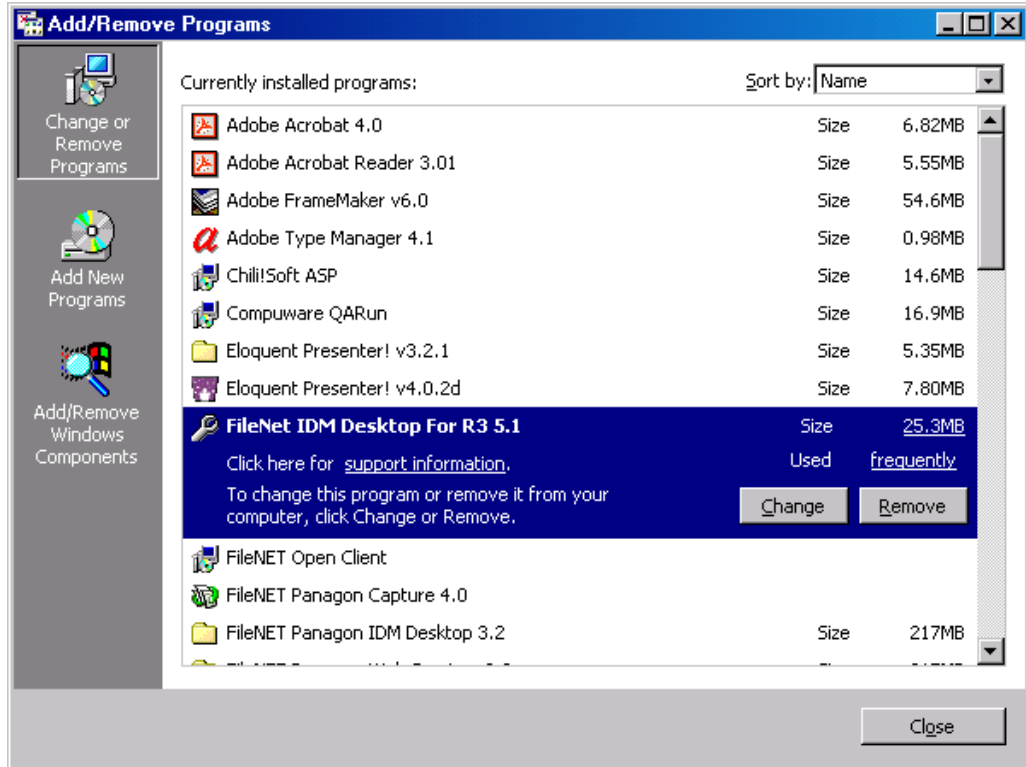 Add/Remove Programs
Change or
Remove
Programs
Add New
Programs
Add/Remove
Windows
Components
Currently installed programs:
Sort by: Name
Adobe Acrobat 4.0 Size 6.82MB
Adobe Acrobat Reader 3.01 Size 5.55MB
Adobe FrameMaker v6.0 Size 54.6MB
Adobe Type Manager 4.1 Size 0.98MB
Chili!Soft ASP Size 14.6MB
Compuware QARun Size 16.9MB
Eloquent Presenter! v3.2.1 Size 5.35MB
Eloquent Presenter! v4.0.2d Size 7.80MB
FileNet IDM Desktop For R3 5.1 Size 25.3MB
Click here for support information. Used frequently
To change this program or remove it from your
computer, click Change or Remove.
Change Remove
FileNET Open Client
FileNET Panagon Capture 4.0
FileNET Panagon IDM Desktop 3.2 Size 217MB
Close